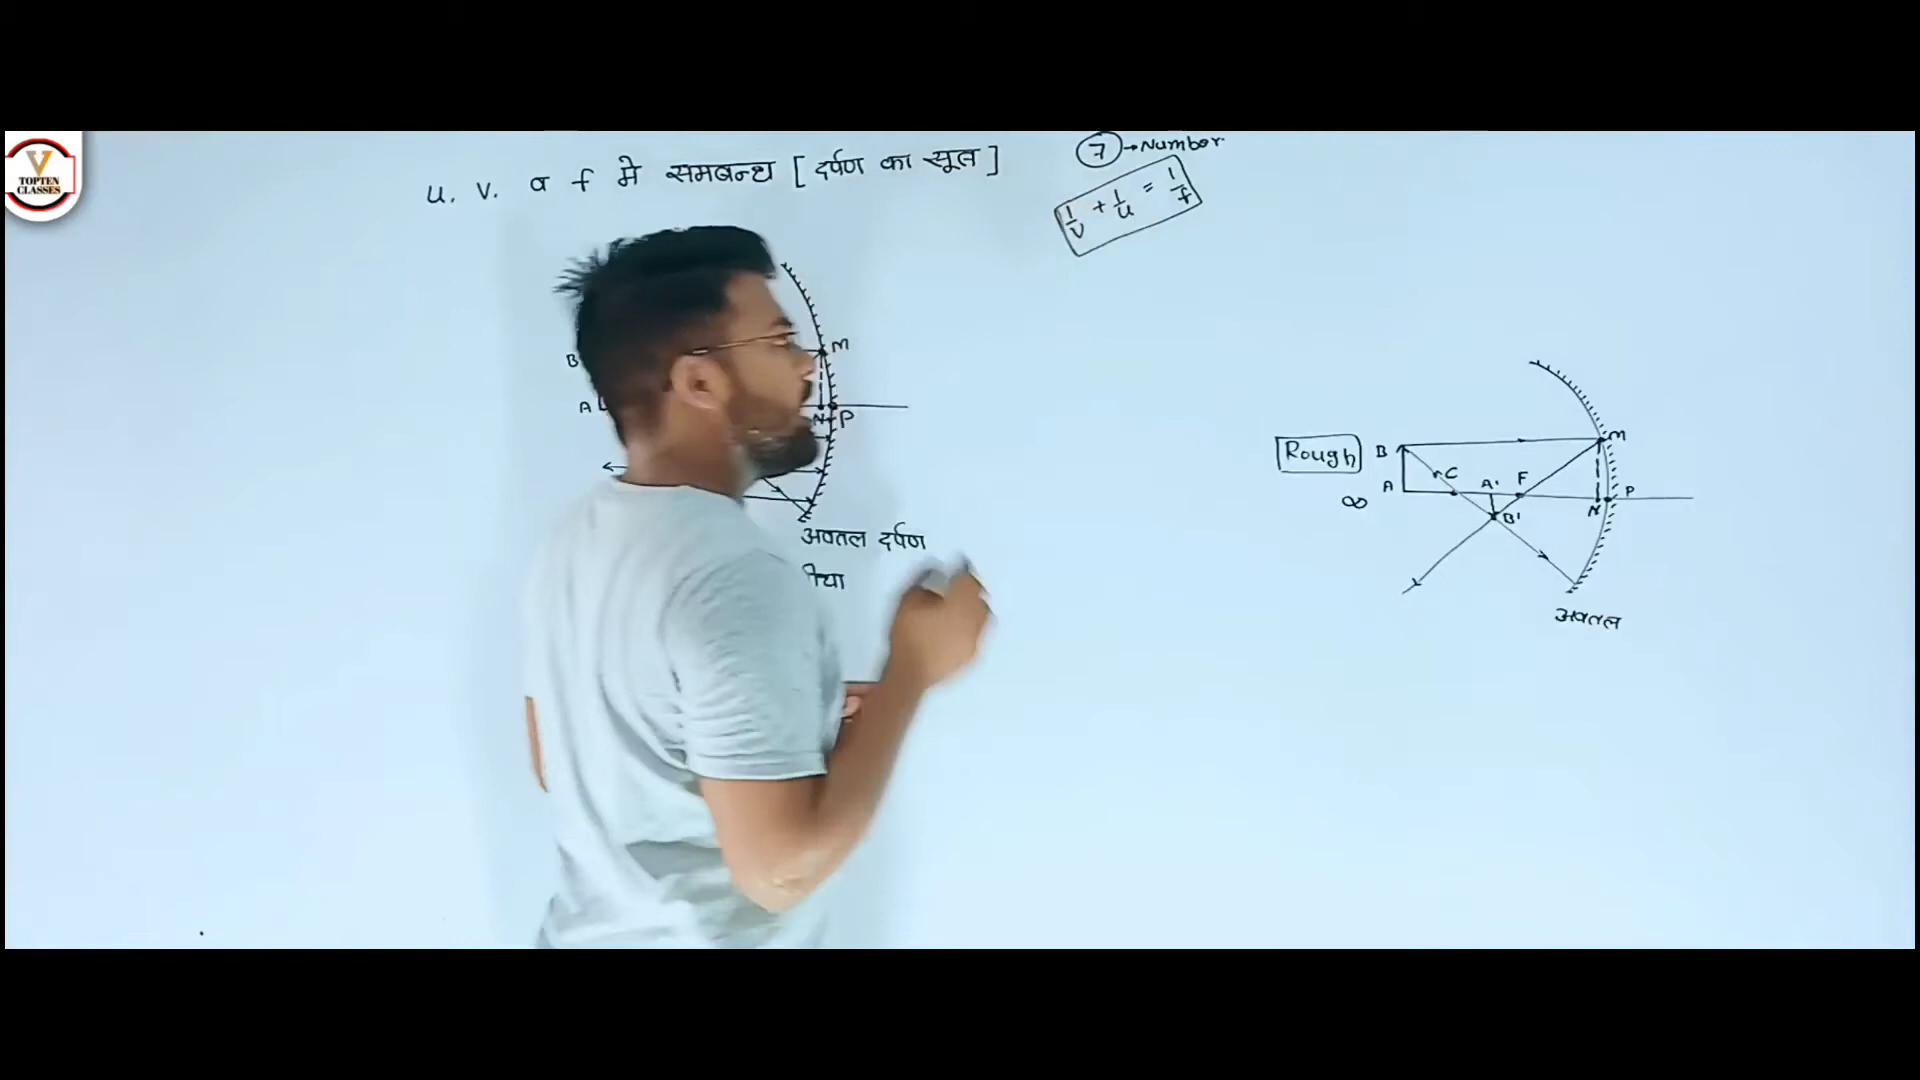 V
TOPTEN
CLASSES
u. v. व f मे समबन्ध [ दर्पण का सूत्र ]
7 → Number
1/v + 1/u = 1/f
B
M
A
N
P
अवतल दर्पण
Rough
B
M
C
A'
F
A
P
∞
B'
N
अवतल